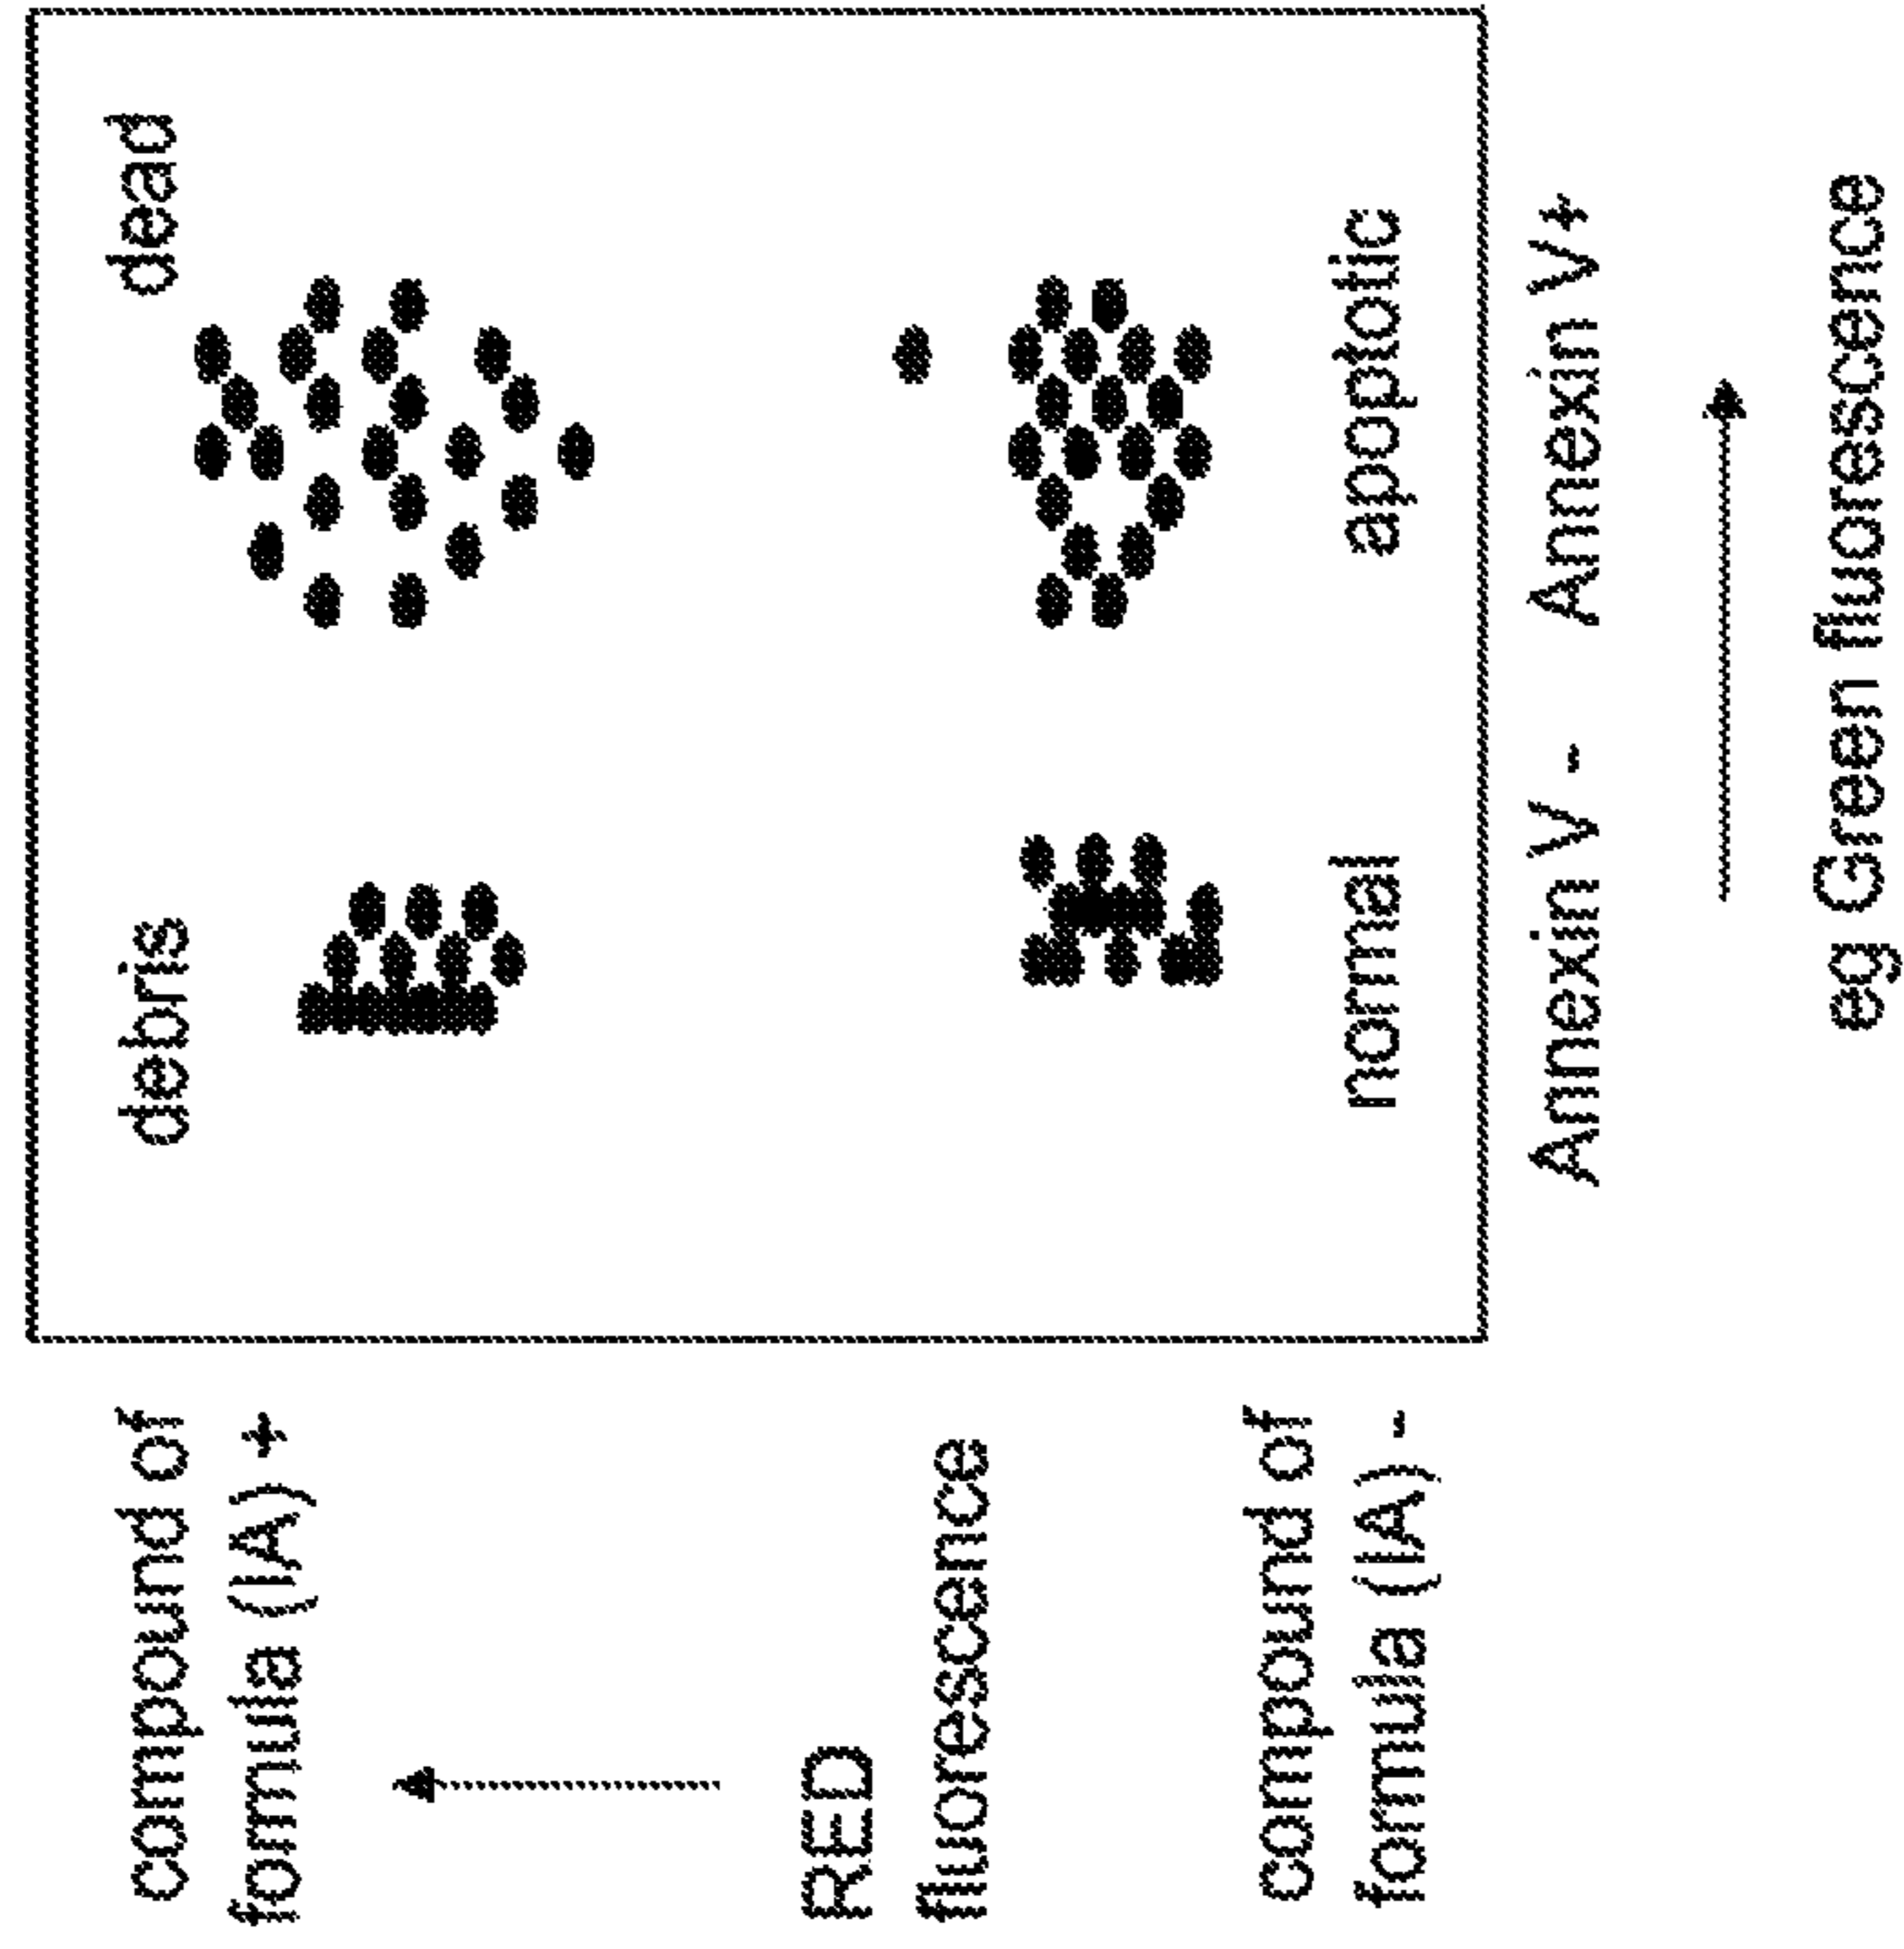 compound of
formula (IA) +
debris
dead
RED
fluorescence
compound of
formula (IA) -
normal
apoptotic
Annexin V -
Annexin V+
eg Green fluorescence